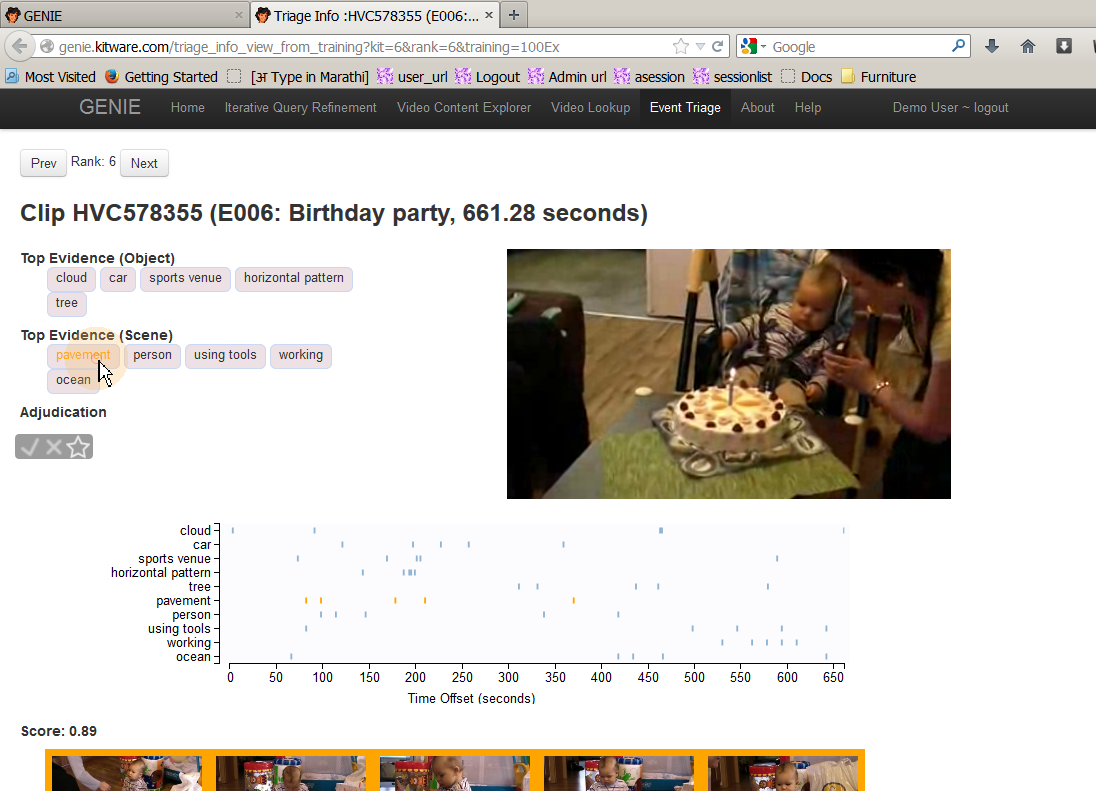 GENIE × Triage Info :HVC578355 (E006:... × +
genie.kitware.com/triage_info_view_from_training?kit=6&rank=6&training=100Ex Google
Most Visited Getting Started [अ Type in Marathi] user_url Logout Admin url asession sessionlist Docs Furniture
GENIE Home Iterative Query Refinement Video Content Explorer Video Lookup Event Triage About Help Demo User ~ logout
Prev Rank: 6 Next
Clip HVC578355 (E006: Birthday party, 661.28 seconds)
Top Evidence (Object)
cloud car sports venue horizontal pattern
tree
Top Evidence (Scene)
pavement person using tools working
ocean
Adjudication
cloud
car
sports venue
horizontal pattern
tree
pavement
person
using tools
working
ocean
0 50 100 150 200 250 300 350 400 450 500 550 600 650
Time Offset (seconds)
Score: 0.89